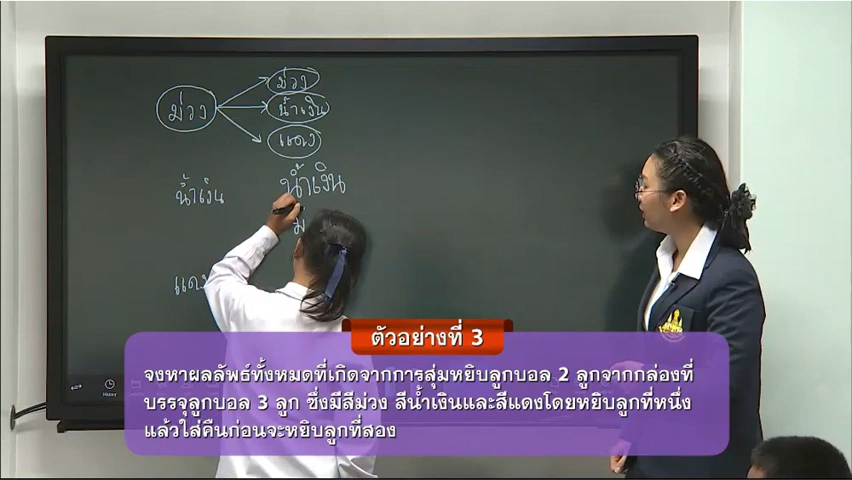 ม่วง
ม่วง
น้ำเงิน
แดง
น้ำเงิน
น้ำเงิน
ม
แดง
ตัวอย่างที่ 3
จงหาผลลัพธ์ทั้งหมดที่เกิดจากการสุ่มหยิบลูกบอล 2 ลูกจากกล่องที่
บรรจุลูกบอล 3 ลูก ซึ่งมีสีม่วง สีน้ำเงินและสีแดงโดยหยิบลูกที่หนึ่ง
แล้วใส่คืนก่อนจะหยิบลูกที่สอง
History